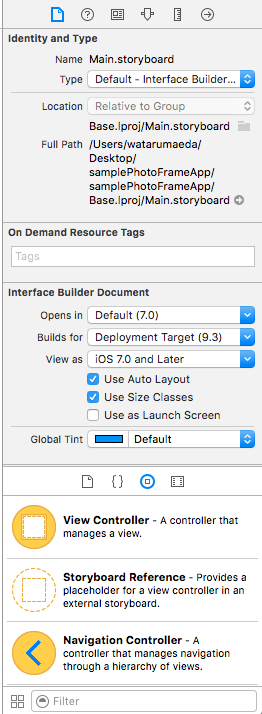 Identity and Type
Name Main.storyboard
Type Default - Interface Builder...
Location Relative to Group
Base.lproj/Main.storyboard
Full Path /Users/watarumaeda/
Desktop/
samplePhotoFrameApp/
samplePhotoFrameApp/
Base.lproj/Main.storyboard
On Demand Resource Tags
Tags
Interface Builder Document
Opens in Default (7.0)
Builds for Deployment Target (9.3)
View as iOS 7.0 and Later
Use Auto Layout
Use Size Classes
Use as Launch Screen
Global Tint Default
{ }
View Controller - A controller that
manages a view.
Storyboard Reference - Provides a
placeholder for a view controller in an
external storyboard.
Navigation Controller - A
controller that manages navigation
through a hierarchy of views.
Filter